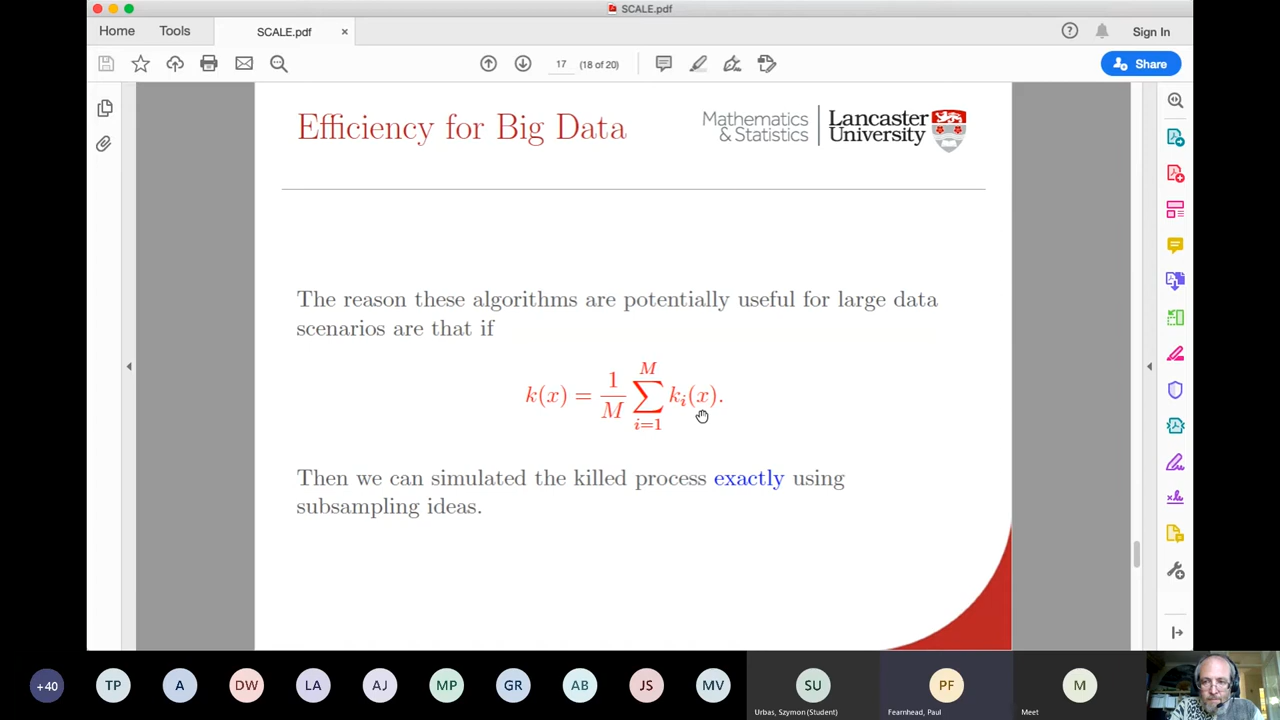 SCALE.pdf
Home Tools SCALE.pdf × Sign In
17 (18 of 20) Share
Efficiency for Big Data
Mathematics & Statistics
Lancaster University
The reason these algorithms are potentially useful for large data
scenarios are that if
k(x) = \frac{1}{M} \sum_{i=1}^{M} k_i(x).
Then we can simulated the killed process exactly using
subsampling ideas.
+40 TP A DW LA AJ MP GR AB JS MV SU PF M
Urbas, Szymon (Student) Fearnhead, Paul Meet